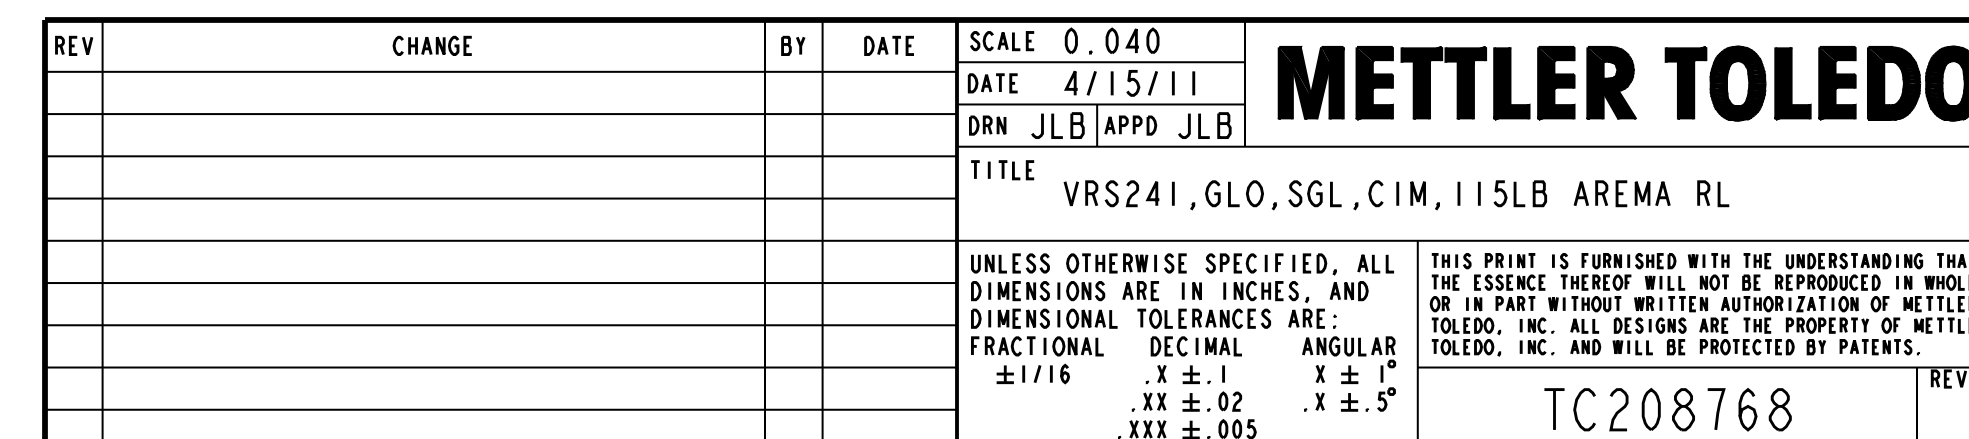 REV CHANGE BY DATE
SCALE 0.040
DATE 4/15/11
DRN JLB APPD JLB
METTLER TOLEDO
TITLE
VRS241,GLO,SGL,CIM,115LB AREMA RL
UNLESS OTHERWISE SPECIFIED, ALL
DIMENSIONS ARE IN INCHES, AND
DIMENSIONAL TOLERANCES ARE:
FRACTIONAL DECIMAL ANGULAR
±1/16 .X ±.1 X ± 1°
.XX ±.02 .X ±.5°
.XXX ±.005
THIS PRINT IS FURNISHED WITH THE UNDERSTANDING THA
THE ESSENCE THEREOF WILL NOT BE REPRODUCED IN WHOL
OR IN PART WITHOUT WRITTEN AUTHORIZATION OF METTLE
TOLEDO, INC. ALL DESIGNS ARE THE PROPERTY OF METTL
TOLEDO, INC. AND WILL BE PROTECTED BY PATENTS.
TC208768
REV